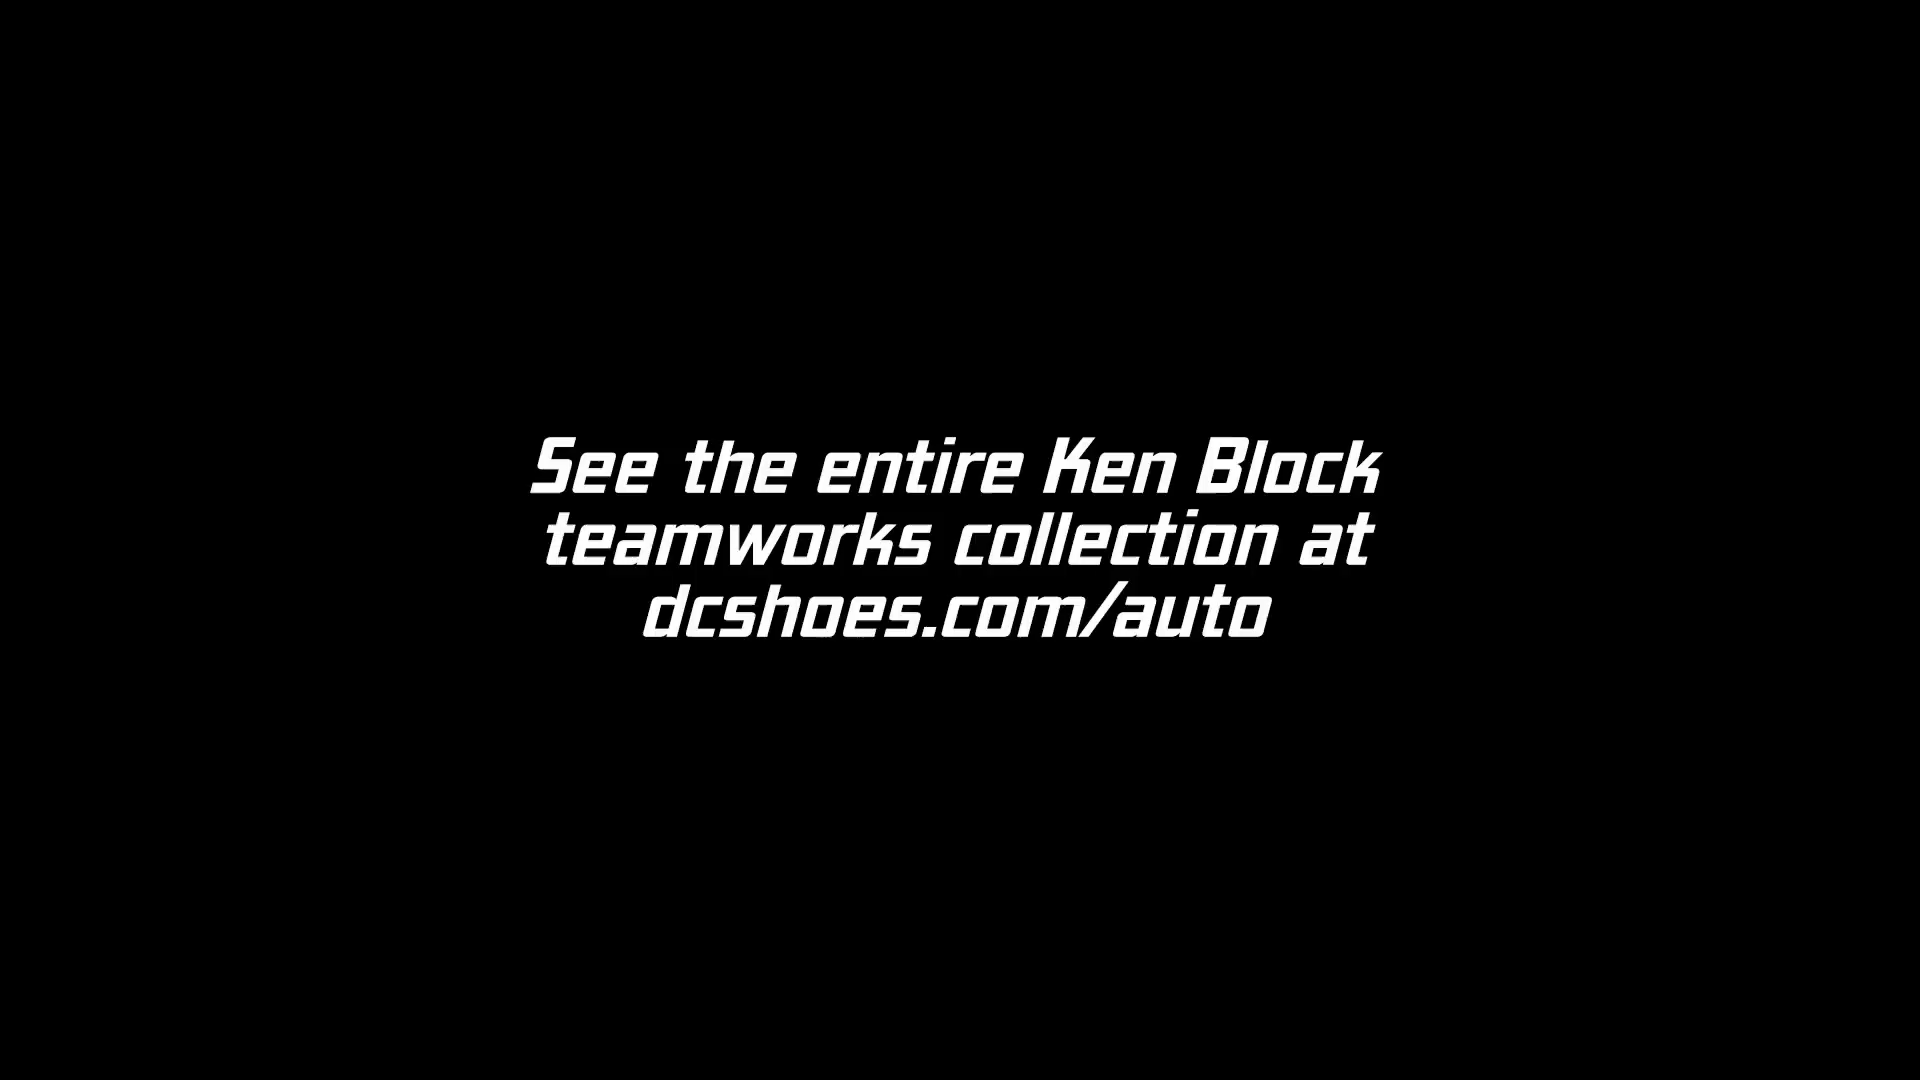 See the entire Ken Block
teamworks collection at
dcshoes.com/auto